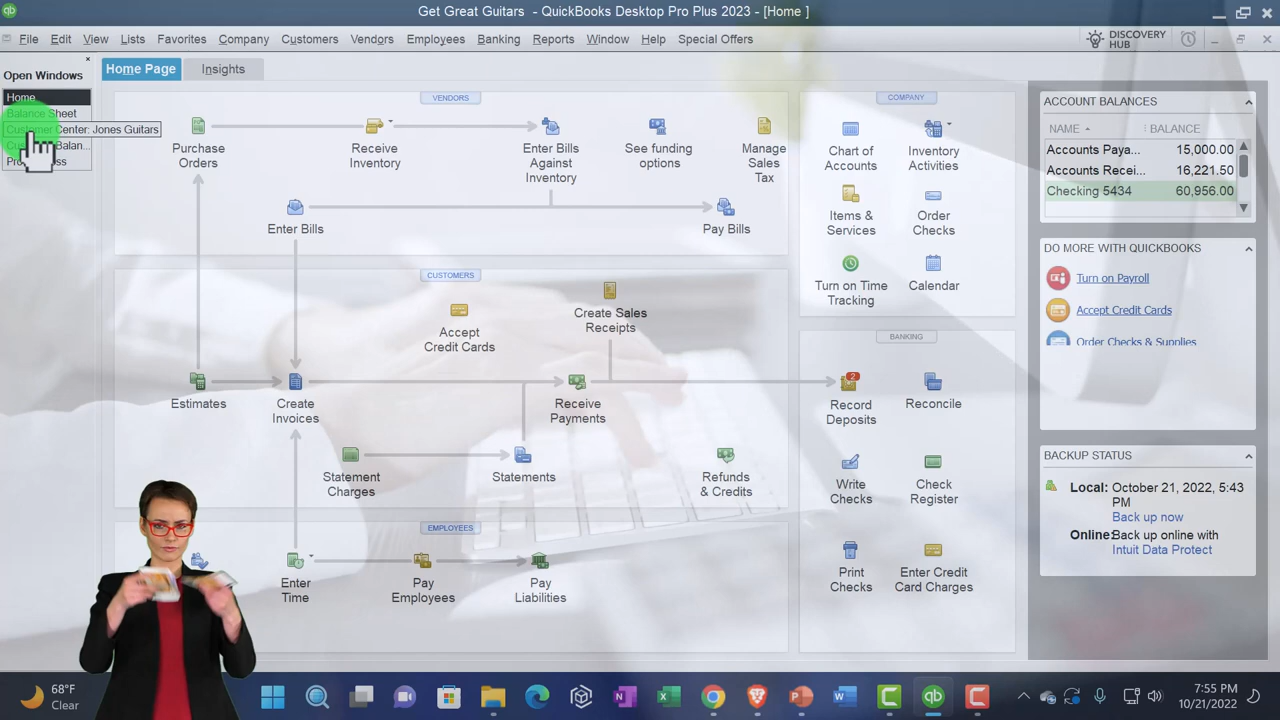 Get Great Guitars - QuickBooks Desktop Pro Plus 2023 - [Home ]
File Edit View Lists Favorites Company Customers Vendors Employees Banking Reports Window Help Special Offers
DISCOVERY
HUB
Open Windows
Home
Balance Sheet
Customer Center: Jones Guitars
Home Page
Insights
VENDORS
Purchase
Orders
Receive
Inventory
Enter Bills
Against
Inventory
See funding
options
Manage
Sales
Tax
Enter Bills
Pay Bills
CUSTOMERS
Accept
Credit Cards
Create Sales
Receipts
Estimates
Create
Invoices
Receive
Payments
Statement
Charges
Statements
Refunds
& Credits
EMPLOYEES
Enter
Time
Pay
Employees
Pay
Liabilities
COMPANY
Chart of
Accounts
Inventory
Activities
Items &
Services
Order
Checks
Turn on Time
Tracking
Calendar
BANKING
2
Record
Deposits
Reconcile
Write
Checks
Check
Register
Print
Checks
Enter Credit
Card Charges
ACCOUNT BALANCES
NAME BALANCE
Accounts Paya... 15,000.00
Accounts Recei... 16,221.50
Checking 5434 60,956.00
DO MORE WITH QUICKBOOKS
Turn on Payroll
Accept Credit Cards
Order Checks & Supplies
BACKUP STATUS
Local: October 21, 2022, 5:43
PM
Back up now
Online: Back up online with
Intuit Data Protect
68°F
Clear
7:55 PM
10/21/2022